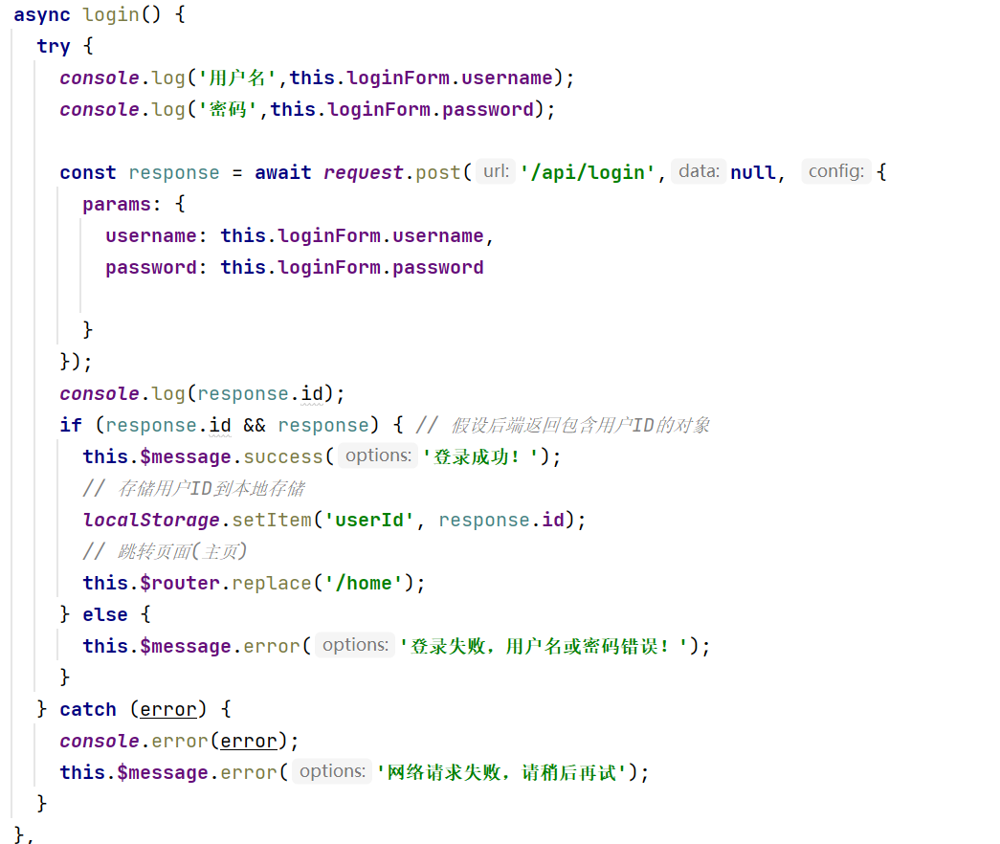 async login() {
try {
console.log('用户名',this.loginForm.username);
console.log('密码',this.loginForm.password);
const response = await request.post( url: '/api/login', data: null, config: {
params: {
username: this.loginForm.username,
password: this.loginForm.password
}
});
console.log(response.id);
if (response.id && response) { // 假设后端返回包含用户ID的对象
this.$message.success( options: '登录成功！');
// 存储用户ID到本地存储
localStorage.setItem('userId', response.id);
// 跳转页面(主页)
this.$router.replace('/home');
} else {
this.$message.error( options: '登录失败，用户名或密码错误！');
}
} catch (error) {
console.error(error);
this.$message.error( options: '网络请求失败，请稍后再试');
}
},